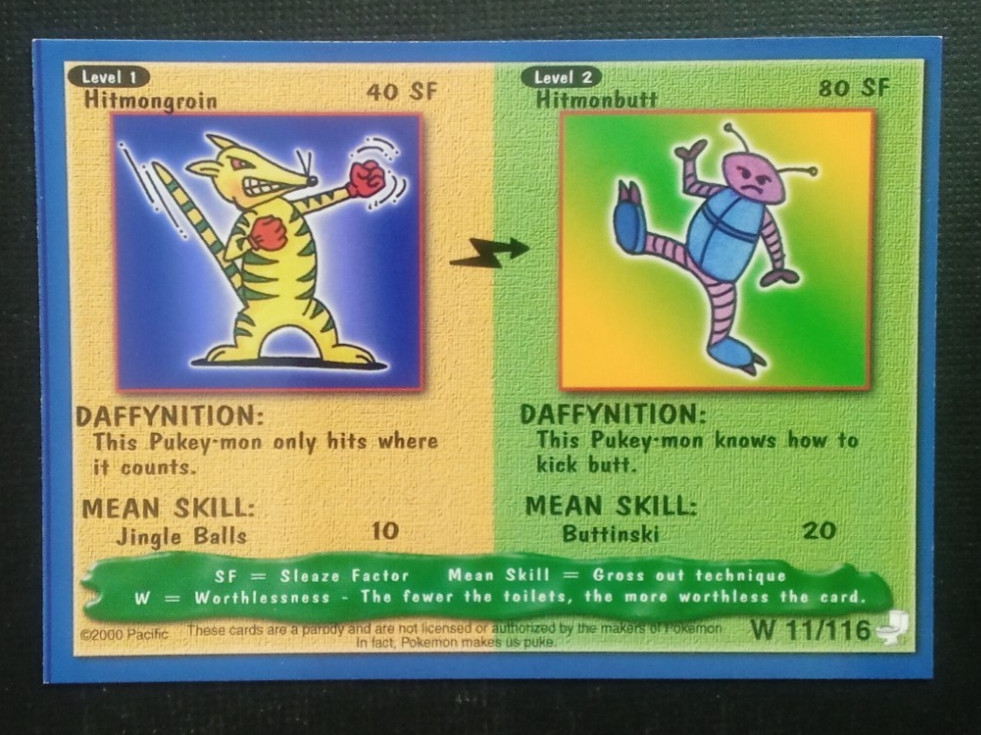 Level 1
Hitmongroin
40 SF
DAFFYNITION:
This Pukey-mon only hits where
it counts.
MEAN SKILL:
Jingle Balls 10
Level 2
Hitmonbutt
80 SF
DAFFYNITION:
This Pukey-mon knows how to
kick butt.
MEAN SKILL:
Buttinski 20
SF = Sleaze Factor Mean Skill = Gross out technique
W = Worthlessness - The fewer the toilets, the more worthless the card.
©2000 Pacific These cards are a parody and are not licensed or authorized by the makers of Pokemon W 11/116
In fact, Pokemon makes us puke.